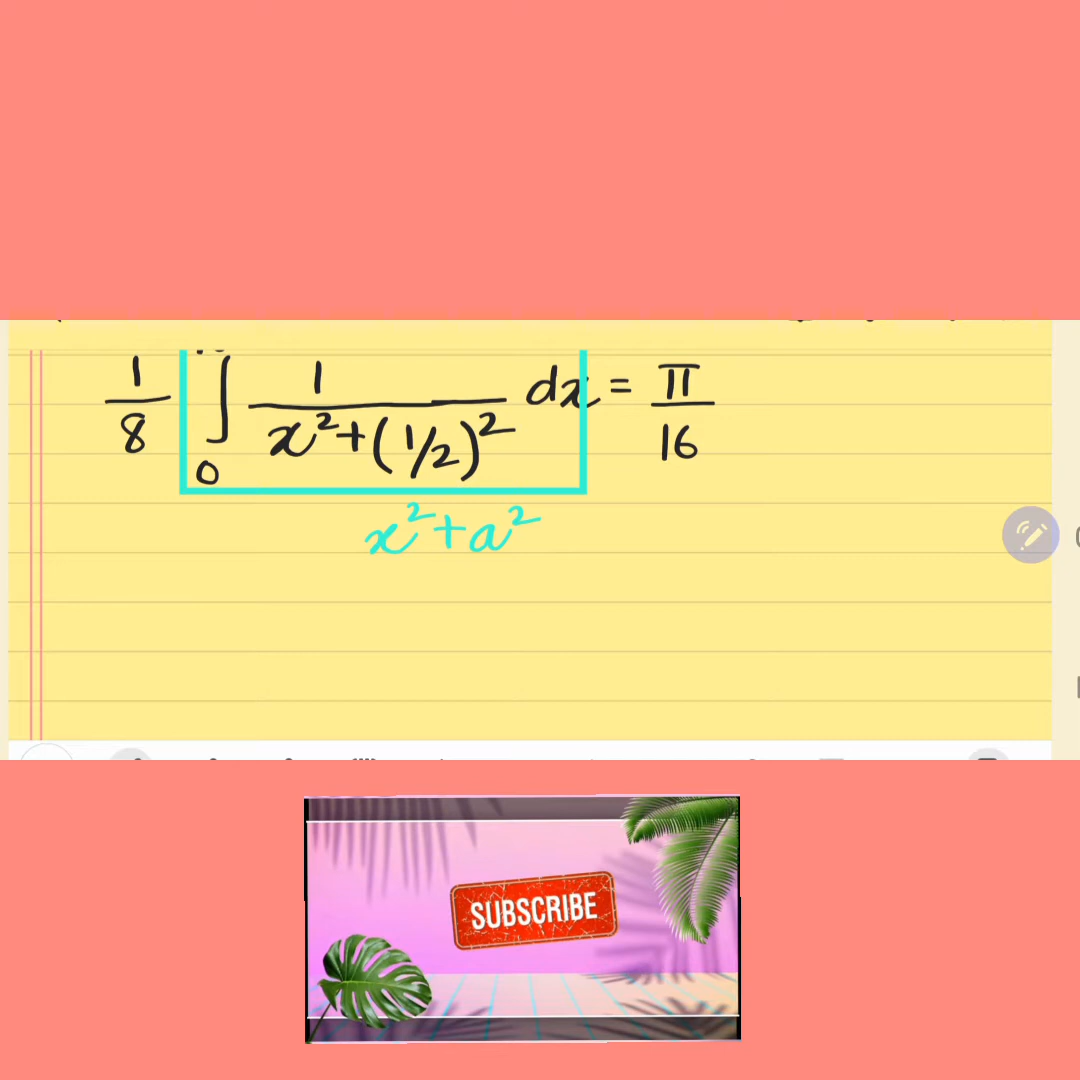 1/8 ∫₀ 1/(x²+(1/2)²) dx = π/16
x²+a²
SUBSCRIBE